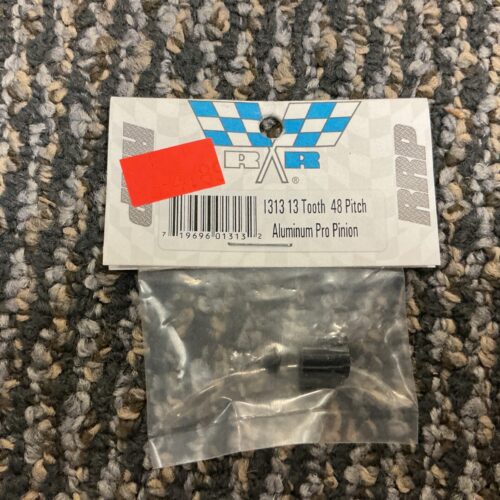 RRP
R R
®
RRP
1313 13 Tooth 48 Pitch
Aluminum Pro Pinion
7 19696 01313 2